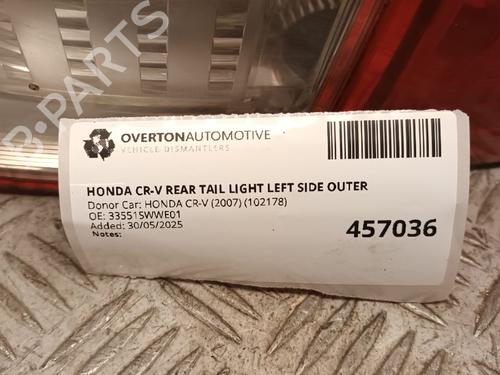 B-PARTS
OVERTONAUTOMOTIVE
VEHICLE DISMANTLERS
HONDA CR-V REAR TAIL LIGHT LEFT SIDE OUTER
Donor Car: HONDA CR-V (2007) (102178)
OE: 33551SWWE01
Added: 30/05/2025
Notes:
457036